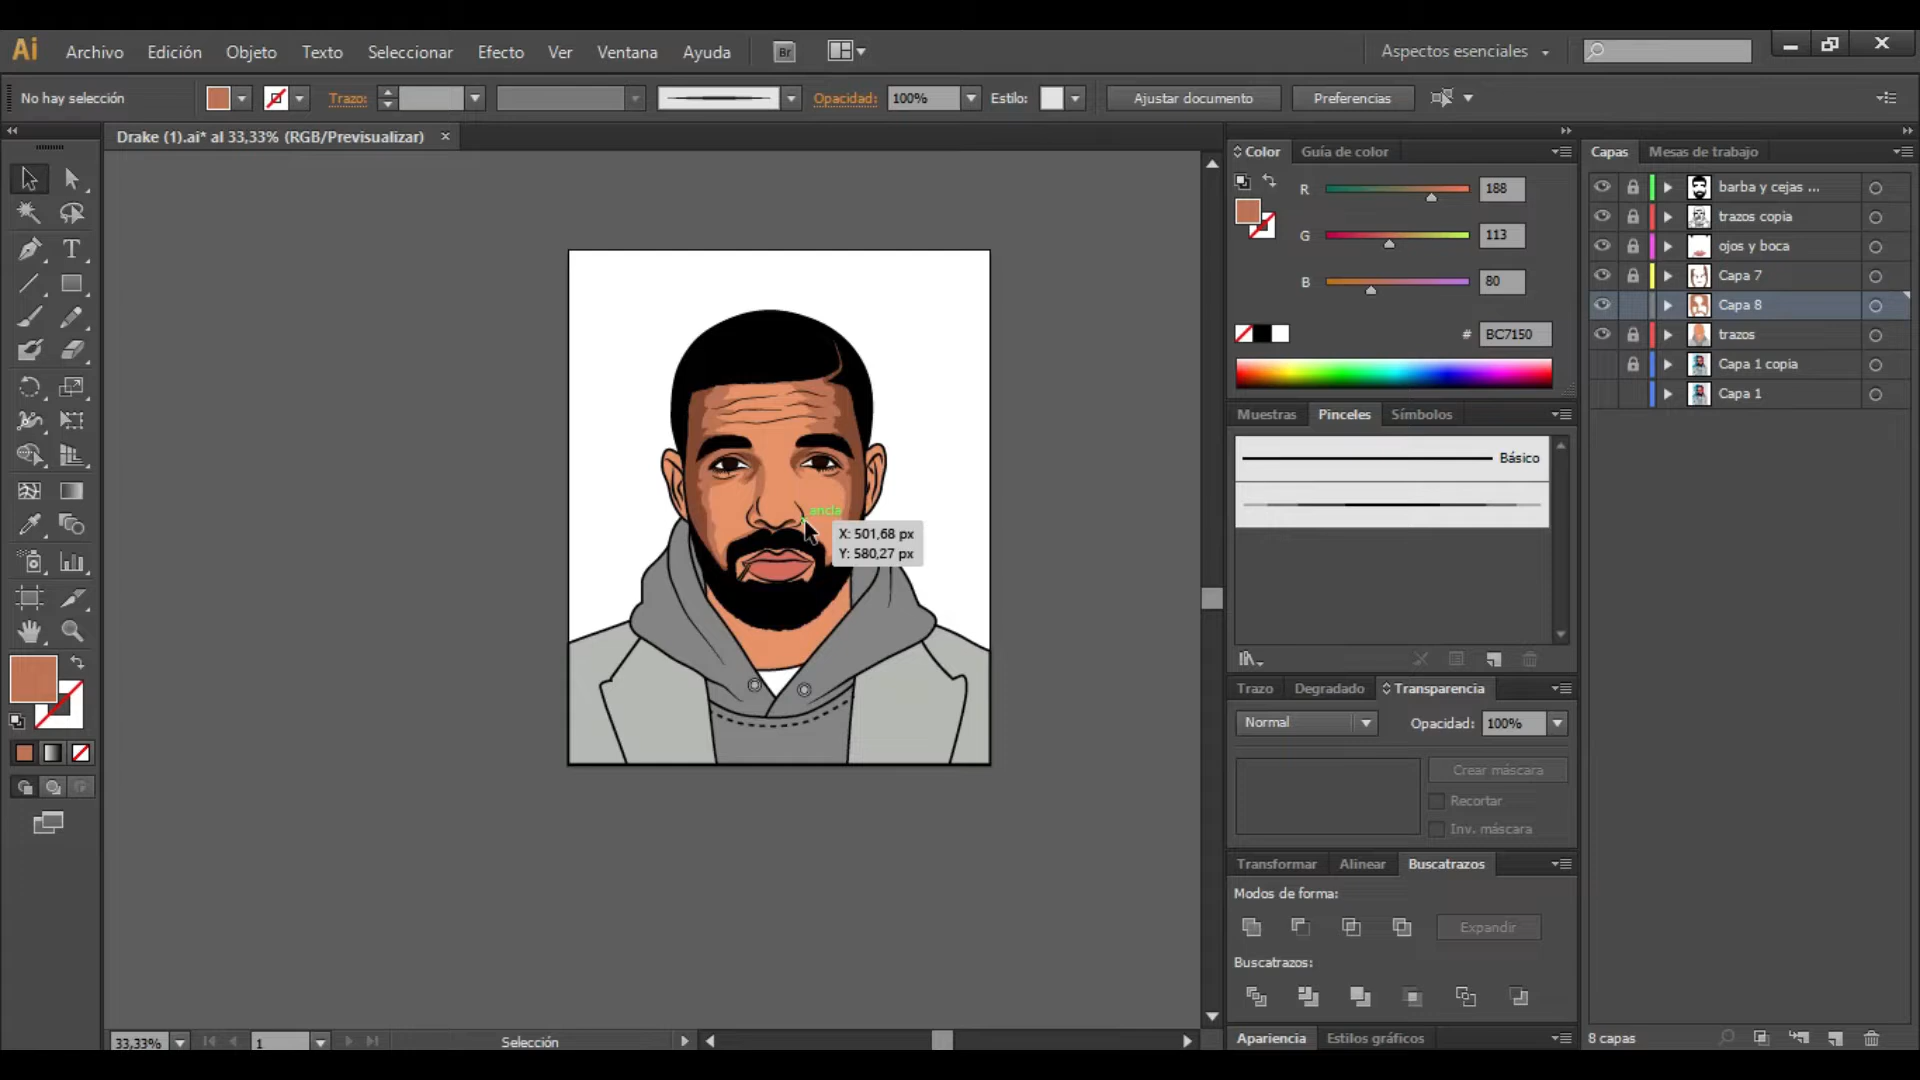 Ai Archivo Edición Objeto Texto Seleccionar Efecto Ver Ventana Ayuda Br Aspectos esenciales
No hay selección Trazo: Opacidad: 100% Estilo: Ajustar documento Preferencias
Drake (1).ai* al 33,33% (RGB/Previsualizar) ×
Color Guía de color
R 188
G 113
B 80
# BC7150
Muestras Pinceles Símbolos
Básico
Trazo Degradado Transparencia
Normal Opacidad: 100%
Crear máscara
Recortar
Inv. máscara
Transformar Alinear Buscatrazos
Modos de forma:
Expandir
Buscatrazos:
Apariencia Estilos gráficos
Capas Mesas de trabajo
barba y cejas ...
trazos copia
ojos y boca
Capa 7
Capa 8
trazos
Capa 1 copia
Capa 1
8 capas
ancla
X: 501,68 px
Y: 580,27 px
33,33% 1 Selección